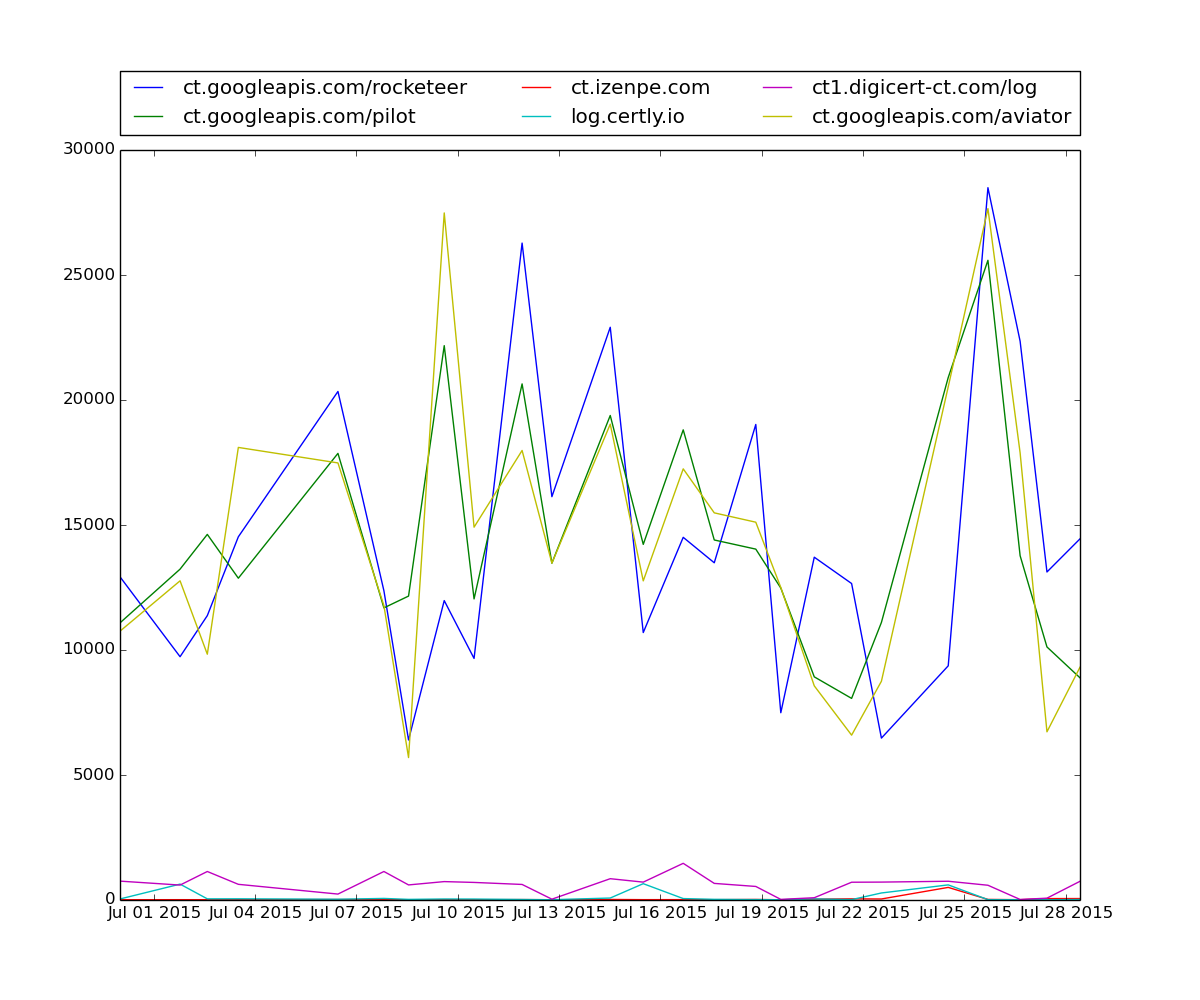 ct.googleapis.com/rocketeer ct.izenpe.com ct1.digicert-ct.com/log
ct.googleapis.com/pilot log.certly.io ct.googleapis.com/aviator
30000
25000
20000
15000
10000
5000
0
Jul 01 2015 Jul 04 2015 Jul 07 2015 Jul 10 2015 Jul 13 2015 Jul 16 2015 Jul 19 2015 Jul 22 2015 Jul 25 2015 Jul 28 2015